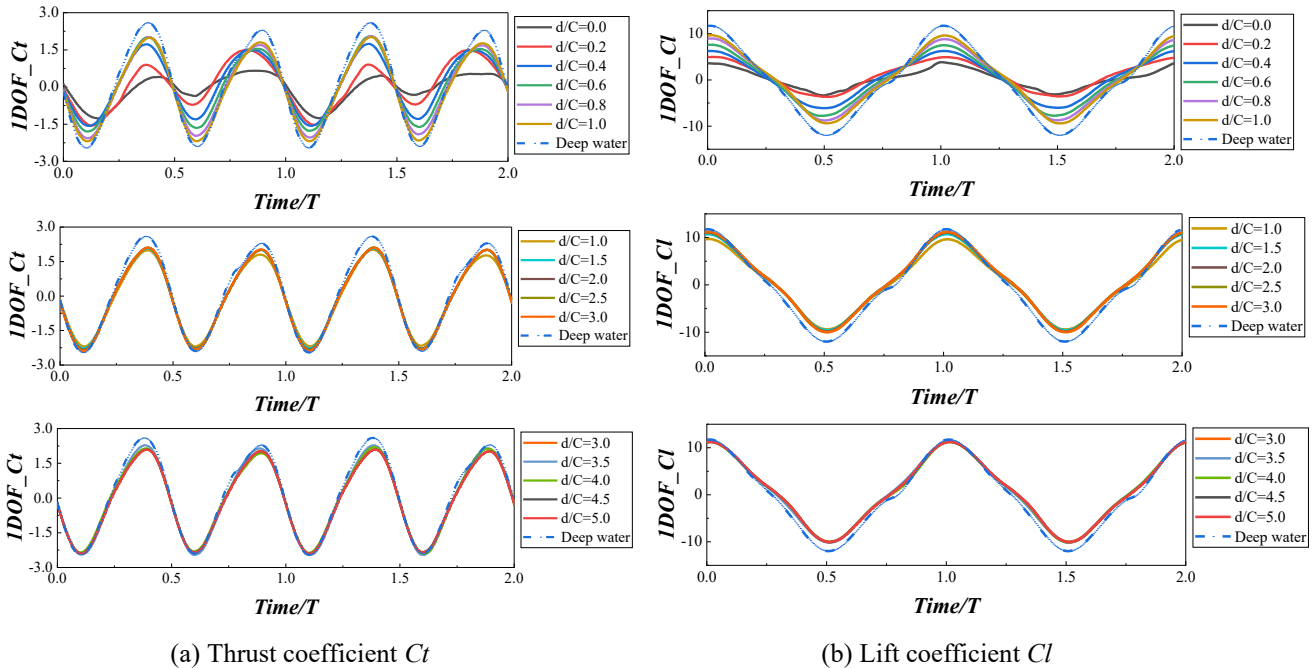 3.0
1.5
0.0
-1.5
-3.0
1DOF_Ct
0.0 0.5 1.0 1.5 2.0
Time/T
d/C=0.0
d/C=0.2
d/C=0.4
d/C=0.6
d/C=0.8
d/C=1.0
Deep water
10
0
-10
1DOF_Cl
0.0 0.5 1.0 1.5 2.0
Time/T
d/C=0.0
d/C=0.2
d/C=0.4
d/C=0.6
d/C=0.8
d/C=1.0
Deep water
3.0
1.5
0.0
-1.5
-3.0
1DOF_Ct
0.0 0.5 1.0 1.5 2.0
Time/T
d/C=1.0
d/C=1.5
d/C=2.0
d/C=2.5
d/C=3.0
Deep water
10
0
-10
1DOF_Cl
0.0 0.5 1.0 1.5 2.0
Time/T
d/C=1.0
d/C=1.5
d/C=2.0
d/C=2.5
d/C=3.0
Deep water
3.0
1.5
0.0
-1.5
-3.0
1DOF_Ct
0.0 0.5 1.0 1.5 2.0
Time/T
d/C=3.0
d/C=3.5
d/C=4.0
d/C=4.5
d/C=5.0
Deep water
10
0
-10
1DOF_Cl
0.0 0.5 1.0 1.5 2.0
Time/T
d/C=3.0
d/C=3.5
d/C=4.0
d/C=4.5
d/C=5.0
Deep water
(a) Thrust coefficient Ct
(b) Lift coefficient Cl